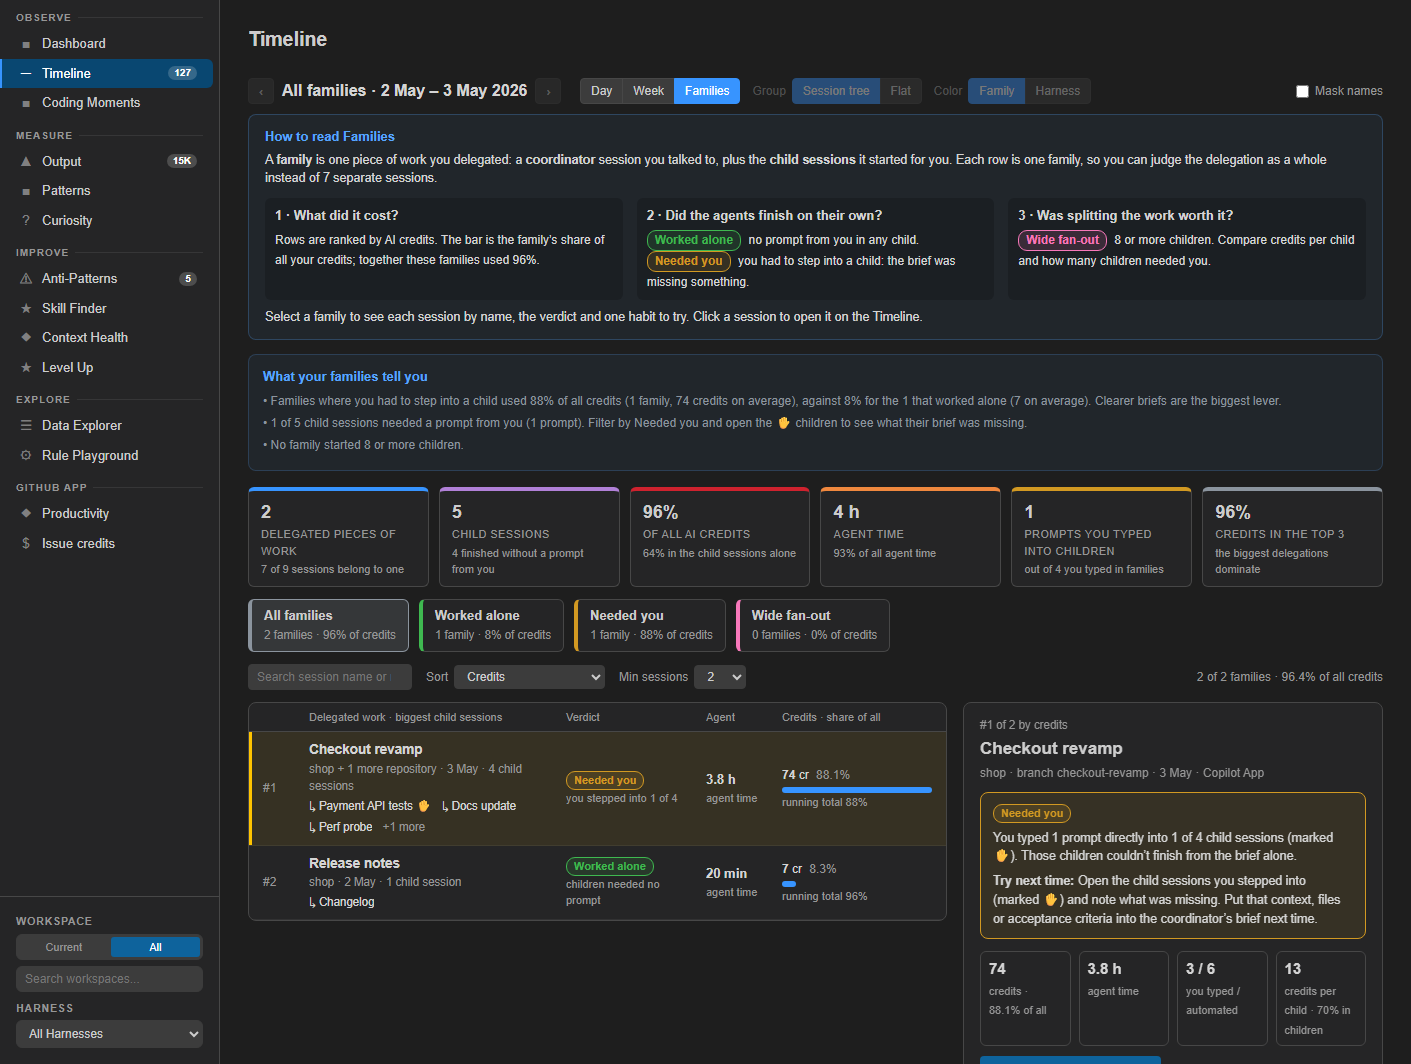 OBSERVE
Dashboard
Timeline 127
Coding Moments
MEASURE
Output 15K
Patterns
? Curiosity
IMPROVE
Anti-Patterns 5
Skill Finder
Context Health
Level Up
EXPLORE
Data Explorer
Rule Playground
GITHUB APP
Productivity
$ Issue credits
WORKSPACE
Current All
Search workspaces...
HARNESS
All Harnesses
Timeline
‹ All families · 2 May – 3 May 2026 › Day Week Families Group Session tree Flat Color Family Harness Mask names
How to read Families
A family is one piece of work you delegated: a coordinator session you talked to, plus the child sessions it started for you. Each row is one family, so you can judge the delegation as a whole
instead of 7 separate sessions.
1 · What did it cost?
Rows are ranked by AI credits. The bar is the family's share of
all your credits; together these families used 96%.
2 · Did the agents finish on their own?
Worked alone no prompt from you in any child.
Needed you you had to step into a child: the brief was
missing something.
3 · Was splitting the work worth it?
Wide fan-out 8 or more children. Compare credits per child
and how many children needed you.
Select a family to see each session by name, the verdict and one habit to try. Click a session to open it on the Timeline.
What your families tell you
• Families where you had to step into a child used 88% of all credits (1 family, 74 credits on average), against 8% for the 1 that worked alone (7 on average). Clearer briefs are the biggest lever.
• 1 of 5 child sessions needed a prompt from you (1 prompt). Filter by Needed you and open the ✋ children to see what their brief was missing.
• No family started 8 or more children.
2
DELEGATED PIECES OF
WORK
7 of 9 sessions belong to one
5
CHILD SESSIONS
4 finished without a prompt
from you
96%
OF ALL AI CREDITS
64% in the child sessions alone
4 h
AGENT TIME
93% of all agent time
1
PROMPTS YOU TYPED
INTO CHILDREN
out of 4 you typed in families
96%
CREDITS IN THE TOP 3
the biggest delegations
dominate
All families
2 families · 96% of credits
Worked alone
1 family · 8% of credits
Needed you
1 family · 88% of credits
Wide fan-out
0 families · 0% of credits
Search session name or Sort Credits Min sessions 2 2 of 2 families · 96.4% of all credits
Delegated work · biggest child sessions Verdict Agent Credits · share of all
#1
Checkout revamp
shop + 1 more repository · 3 May · 4 child
sessions
↳ Payment API tests ✋ ↳ Docs update
↳ Perf probe +1 more
Needed you
you stepped into 1 of 4
3.8 h
agent time
74 cr 88.1%
running total 88%
#2
Release notes
shop · 2 May · 1 child session
↳ Changelog
Worked alone
children needed no
prompt
20 min
agent time
7 cr 8.3%
running total 96%
#1 of 2 by credits
Checkout revamp
shop · branch checkout-revamp · 3 May · Copilot App
Needed you
You typed 1 prompt directly into 1 of 4 child sessions (marked
✋). Those children couldn't finish from the brief alone.
Try next time: Open the child sessions you stepped into
(marked ✋) and note what was missing. Put that context, files
or acceptance criteria into the coordinator's brief next time.
74
credits ·
88.1% of all
3.8 h
agent time
3 / 6
you typed /
automated
13
credits per
child · 70% in
children